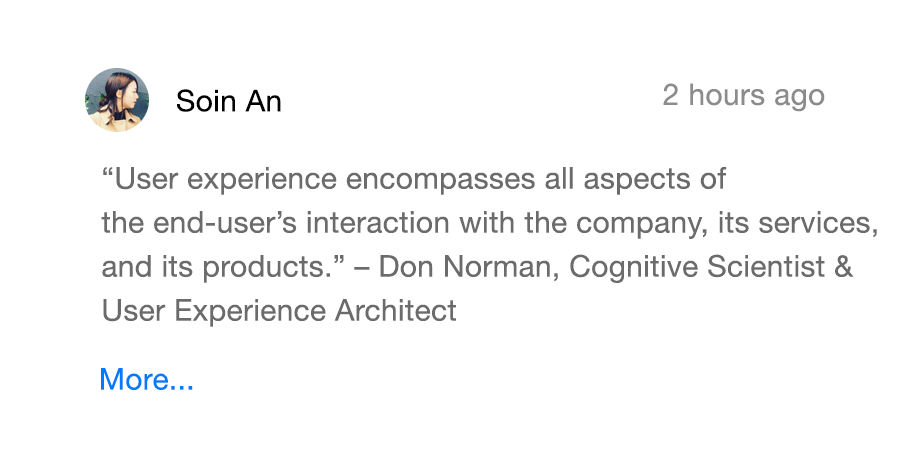 Soin An
2 hours ago
“User experience encompasses all aspects of
the end-user’s interaction with the company, its services,
and its products.” – Don Norman, Cognitive Scientist &
User Experience Architect
More...